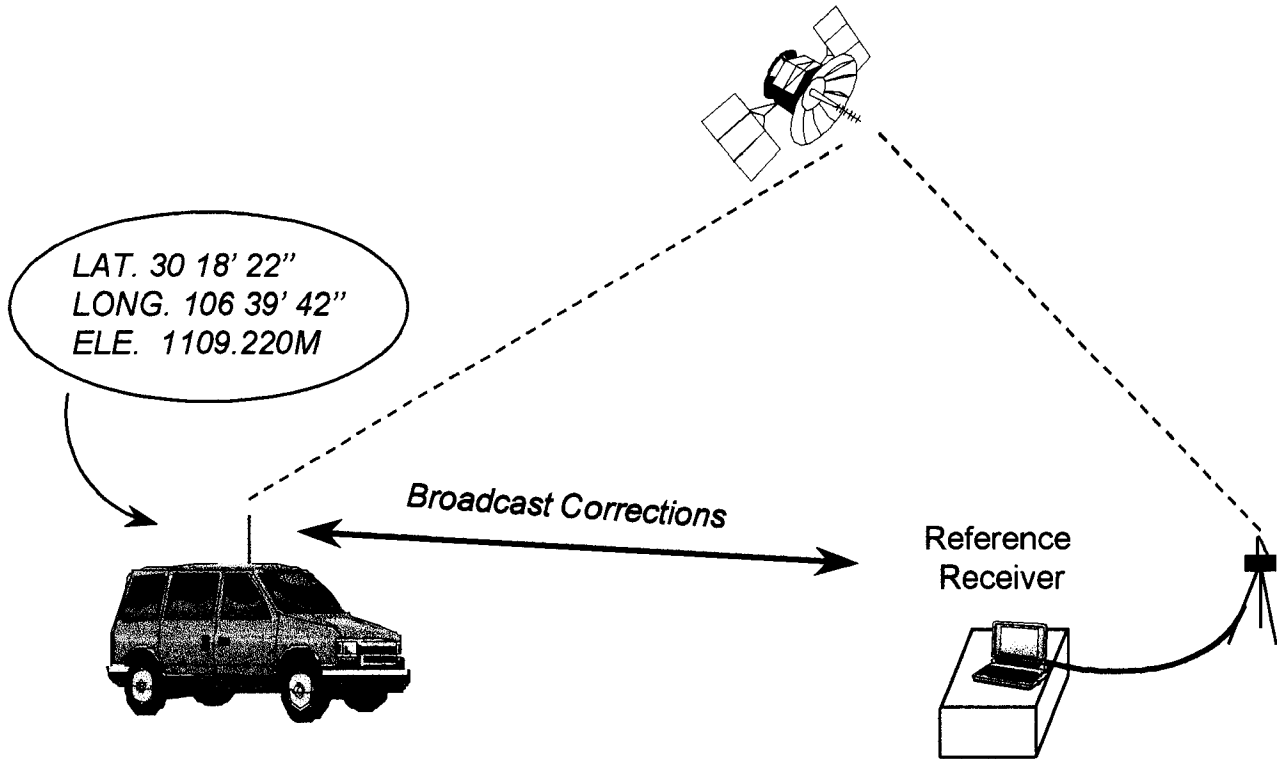 LAT. 30 18' 22"
LONG. 106 39' 42"
ELE. 1109.220M
Broadcast Corrections
Reference
Receiver